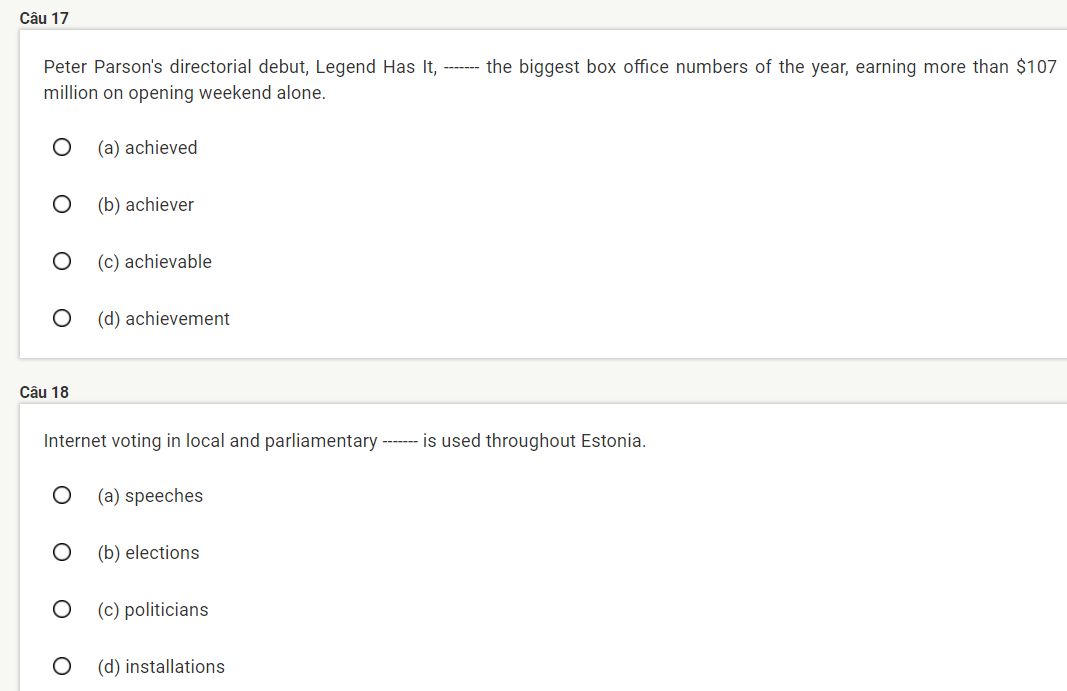 Câu 17
Peter Parson's directorial debut, Legend Has It, ------- the biggest box office numbers of the year, earning more than $107
million on opening weekend alone.
(a) achieved
(b) achiever
(c) achievable
(d) achievement
Câu 18
Internet voting in local and parliamentary ------- is used throughout Estonia.
(a) speeches
(b) elections
(c) politicians
(d) installations